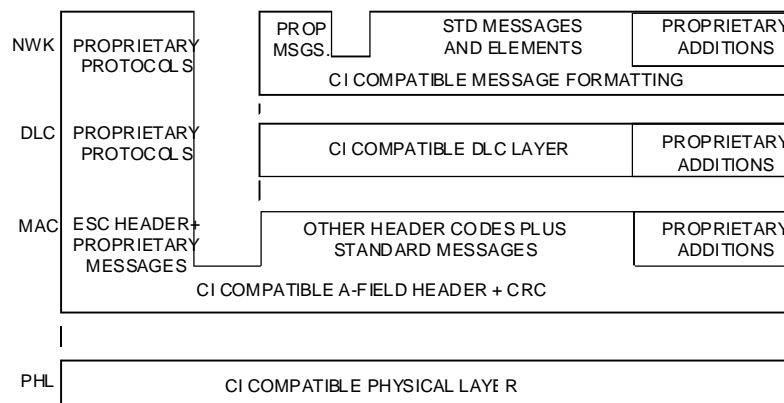 NWK
PROPRIETARY
PROTOCOLS
PROP
MSGS.
STD MESSAGES
AND ELEMENTS
PROPRIETARY
ADDITIONS
CI COMPATIBLE MESSAGE FORMATTING
DLC
PROPRIETARY
PROTOCOLS
CI COMPATIBLE DLC LAYER
PROPRIETARY
ADDITIONS
MAC
ESC HEADER+
PROPRIETARY
MESSAGES
OTHER HEADER CODES PLUS
STANDARD MESSAGES
PROPRIETARY
ADDITIONS
CI COMPATIBLE A-FIELD HEADER + CRC
PHL
CI COMPATIBLE PHYSICAL LAYER